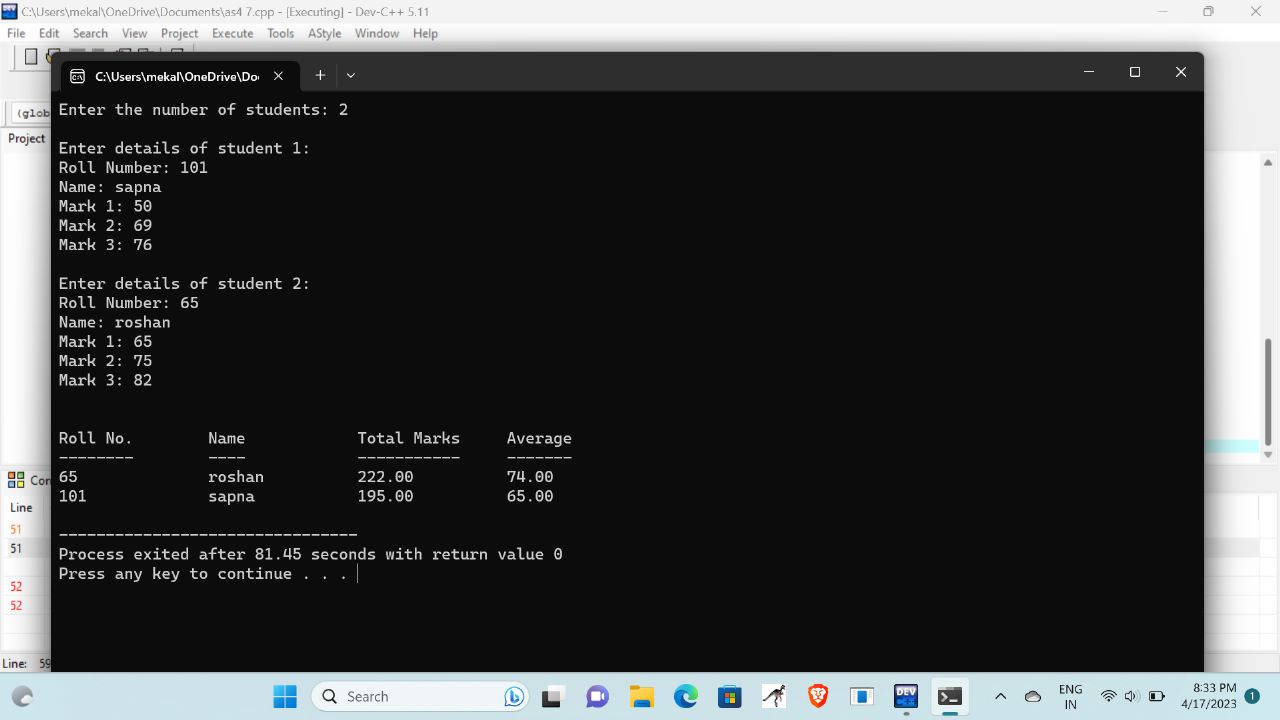 C:\Users\mekal\OneDrive\Documents\as4 7.cpp - [Executing] - Dev-C++ 5.11
File Edit Search View Project Execute Tools AStyle Window Help
C:\Users\mekal\OneDrive\Do
(glob
Project
Enter the number of students: 2
Enter details of student 1:
Roll Number: 101
Name: sapna
Mark 1: 50
Mark 2: 69
Mark 3: 76
Enter details of student 2:
Roll Number: 65
Name: roshan
Mark 1: 65
Mark 2: 75
Mark 3: 82
Roll No. Name Total Marks Average
-------- ---- ----------- -------
65 roshan 222.00 74.00
101 sapna 195.00 65.00
--------------------------------
Process exited after 81.45 seconds with return value 0
Press any key to continue . . .
Line
51
51
52
52
Line: 59
Search
DEV
ENG
IN
8:33 PM
4/17/2023
1